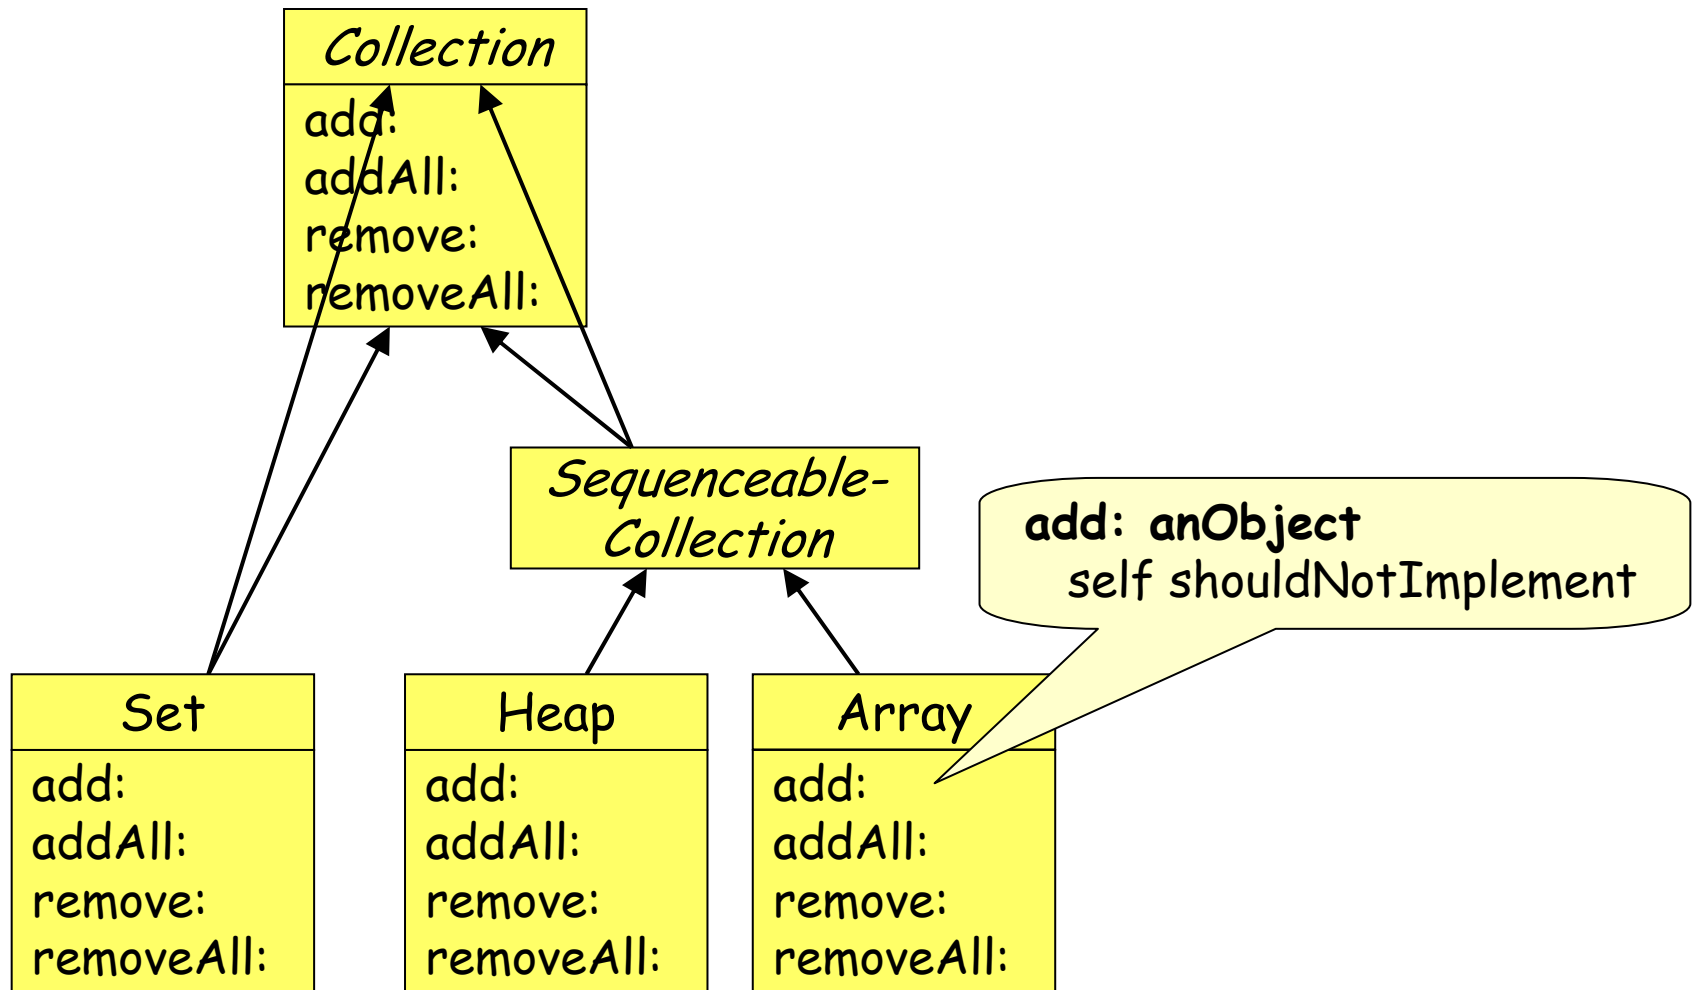 Collection
add:
addAll:
remove:
removeAll:
Sequenceable-
Collection
add: anObject
self shouldNotImplement
Set
add:
addAll:
remove:
removeAll:
Heap
add:
addAll:
remove:
removeAll:
Array
add:
addAll:
remove:
removeAll: